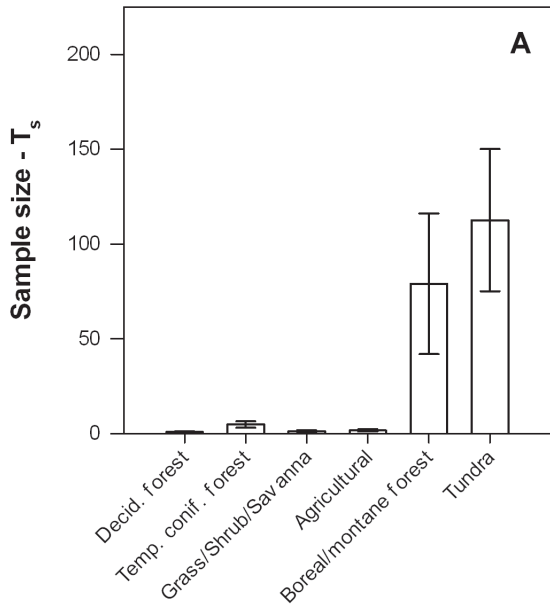 A
Sample size - Ts
200
150
100
50
0
Decid. forest
Temp. conif. forest
Grass/Shrub/Savanna
Agricultural
Boreal/montane forest
Tundra